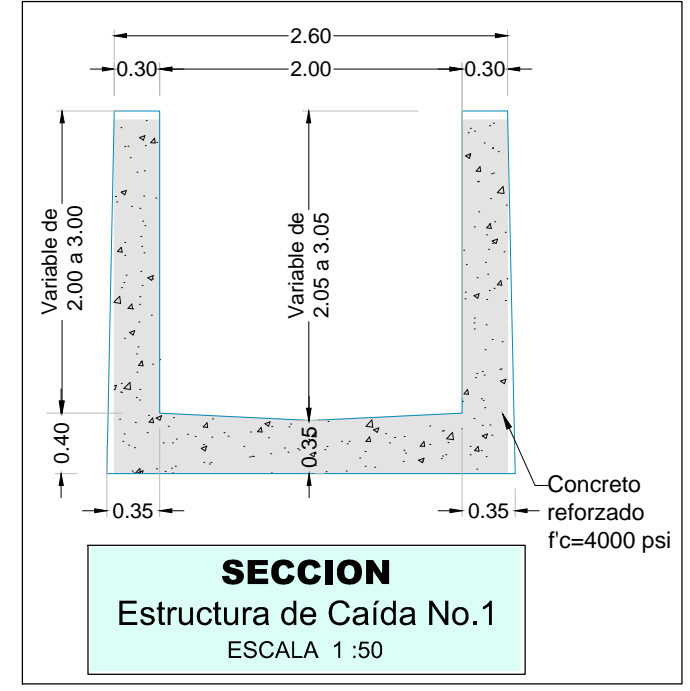 2.60
0.30
2.00
0.30
Variable de
2.00 a 3.00
Variable de
2.05 a 3.05
0.40
0.35
0.35
0.35
Concreto
reforzado
f'c=4000 psi
SECCION
Estructura de Caída No.1
ESCALA 1 :50